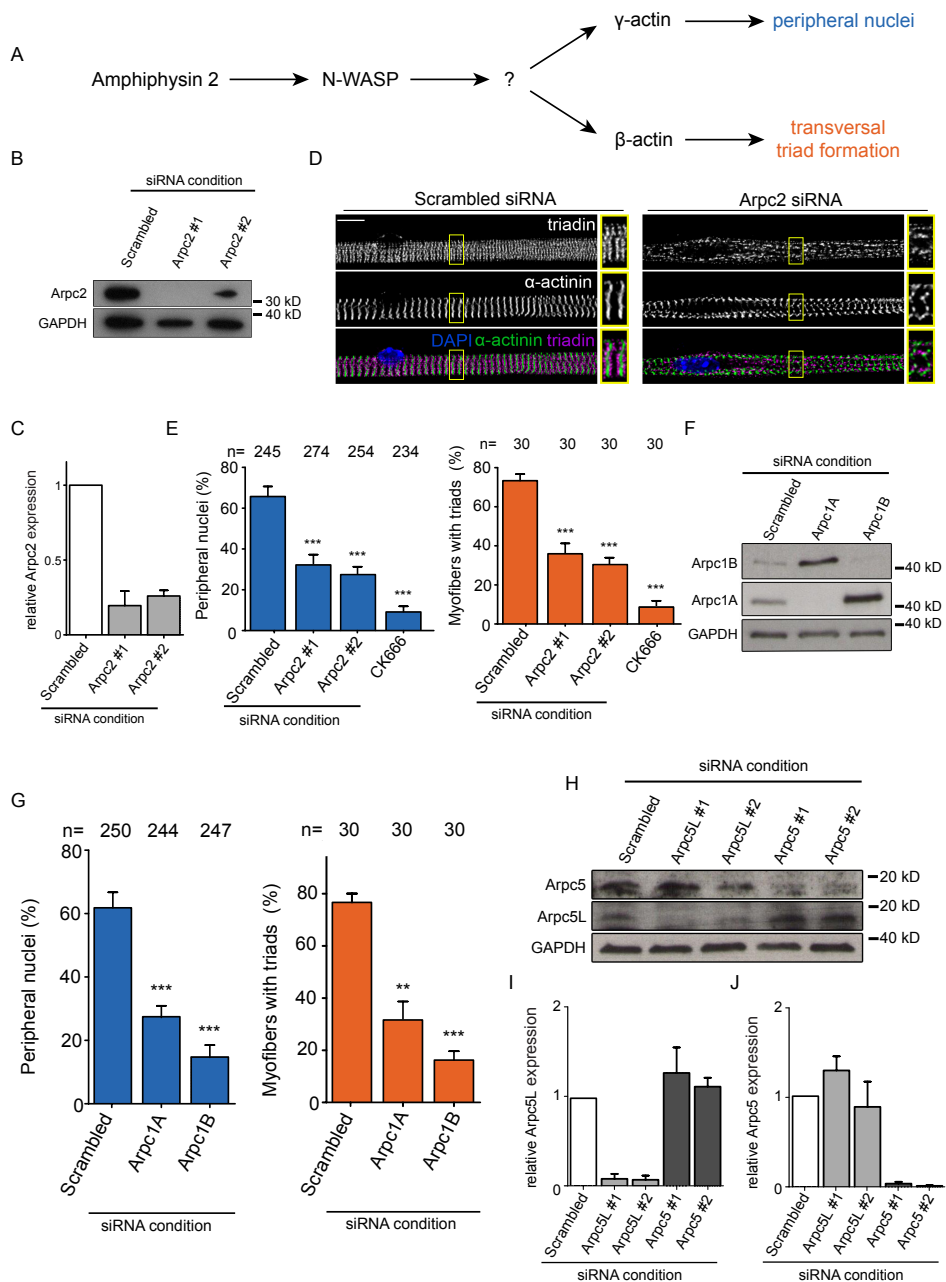 A
Amphiphysin 2
N-WASP
?
γ-actin
peripheral nuclei
β-actin
transversal
triad formation
B
siRNA condition
Scrambled
Arpc2 #1
Arpc2 #2
Arpc2
GAPDH
30 kD
40 kD
D
Scrambled siRNA
Arpc2 siRNA
triadin
α-actinin
DAPI α-actinin triadin
C
relative Arpc2 expression
1
0.5
0
Scrambled
Arpc2 #1
Arpc2 #2
siRNA condition
E
n= 245 274 254 234
Peripheral nuclei (%)
80
60
40
20
0
***
***
***
Scrambled
Arpc2 #1
Arpc2 #2
CK666
siRNA condition
n= 30 30 30 30
Myofibers with triads (%)
80
60
40
20
0
***
***
***
Scrambled
Arpc2 #1
Arpc2 #2
CK666
siRNA condition
F
siRNA condition
Scrambled
Arpc1A
Arpc1B
Arpc1B
40 kD
Arpc1A
40 kD
GAPDH
40 kD
G
n= 250 244 247
Peripheral nuclei (%)
80
60
40
20
0
***
***
Scrambled
Arpc1A
Arpc1B
siRNA condition
n= 30 30 30
Myofibers with triads (%)
100
80
60
40
20
0
**
***
Scrambled
Arpc1A
Arpc1B
siRNA condition
H
siRNA condition
Scrambled
Arpc5L #1
Arpc5L #2
Arpc5 #1
Arpc5 #2
Arpc5
20 kD
Arpc5L
20 kD
GAPDH
40 kD
I
relative Arpc5L expression
2
1
0
Scrambled
Arpc5L #1
Arpc5L #2
Arpc5 #1
Arpc5 #2
siRNA condition
J
relative Arpc5 expression
2
1
0
Scrambled
Arpc5L #1
Arpc5L #2
Arpc5 #1
Arpc5 #2
siRNA condition